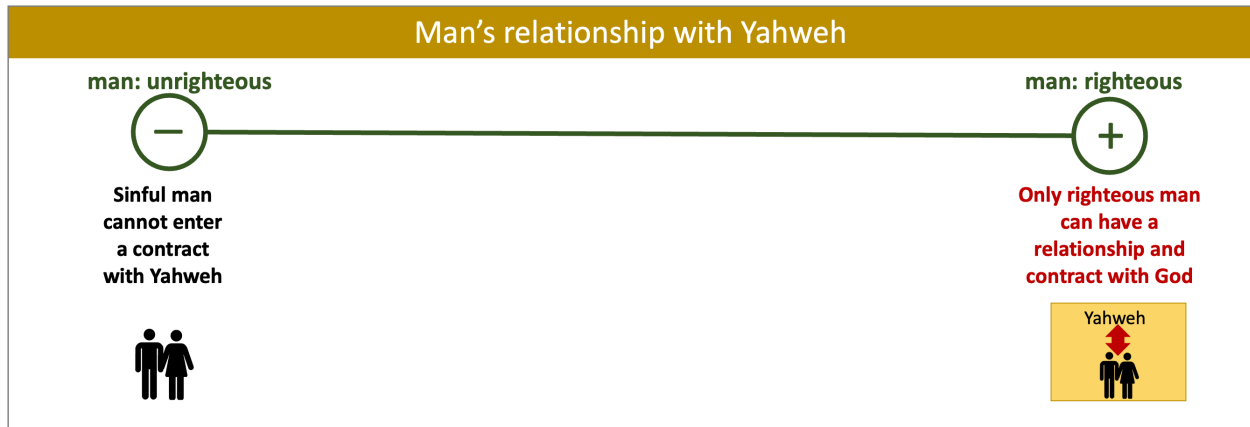 Man's relationship with Yahweh
man: unrighteous
man: righteous
−
+
Sinful man
cannot enter
a contract
with Yahweh
Only righteous man
can have a
relationship and
contract with God
Yahweh